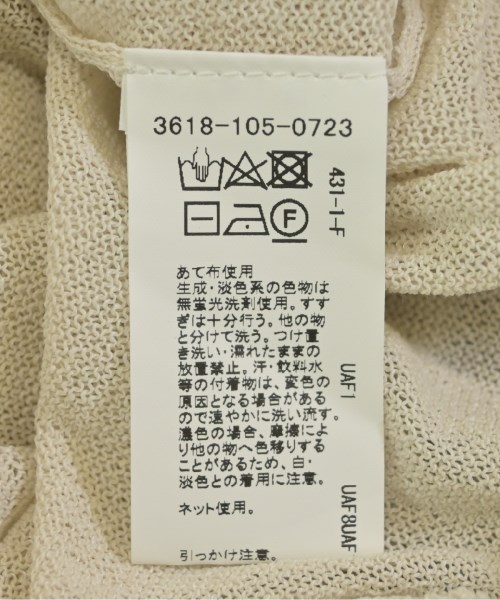 3618-105-0723
431-1-F
F
あて布使用
生成・淡色系の色物は
無蛍光洗剤使用。すす
ぎは十分行う。他の物
と分けて洗う。つけ置
き洗い・濡れたままの
放置禁止。汗・飲料水
等の付着物は、変色の
原因となる場合がある
ので速やかに洗い流す。
濃色の場合、摩擦によ
り他の物へ色移りする
ことがあるため、白・
淡色との着用に注意。
ネット使用。
引っかけ注意。
UAF1
UAF8UAF